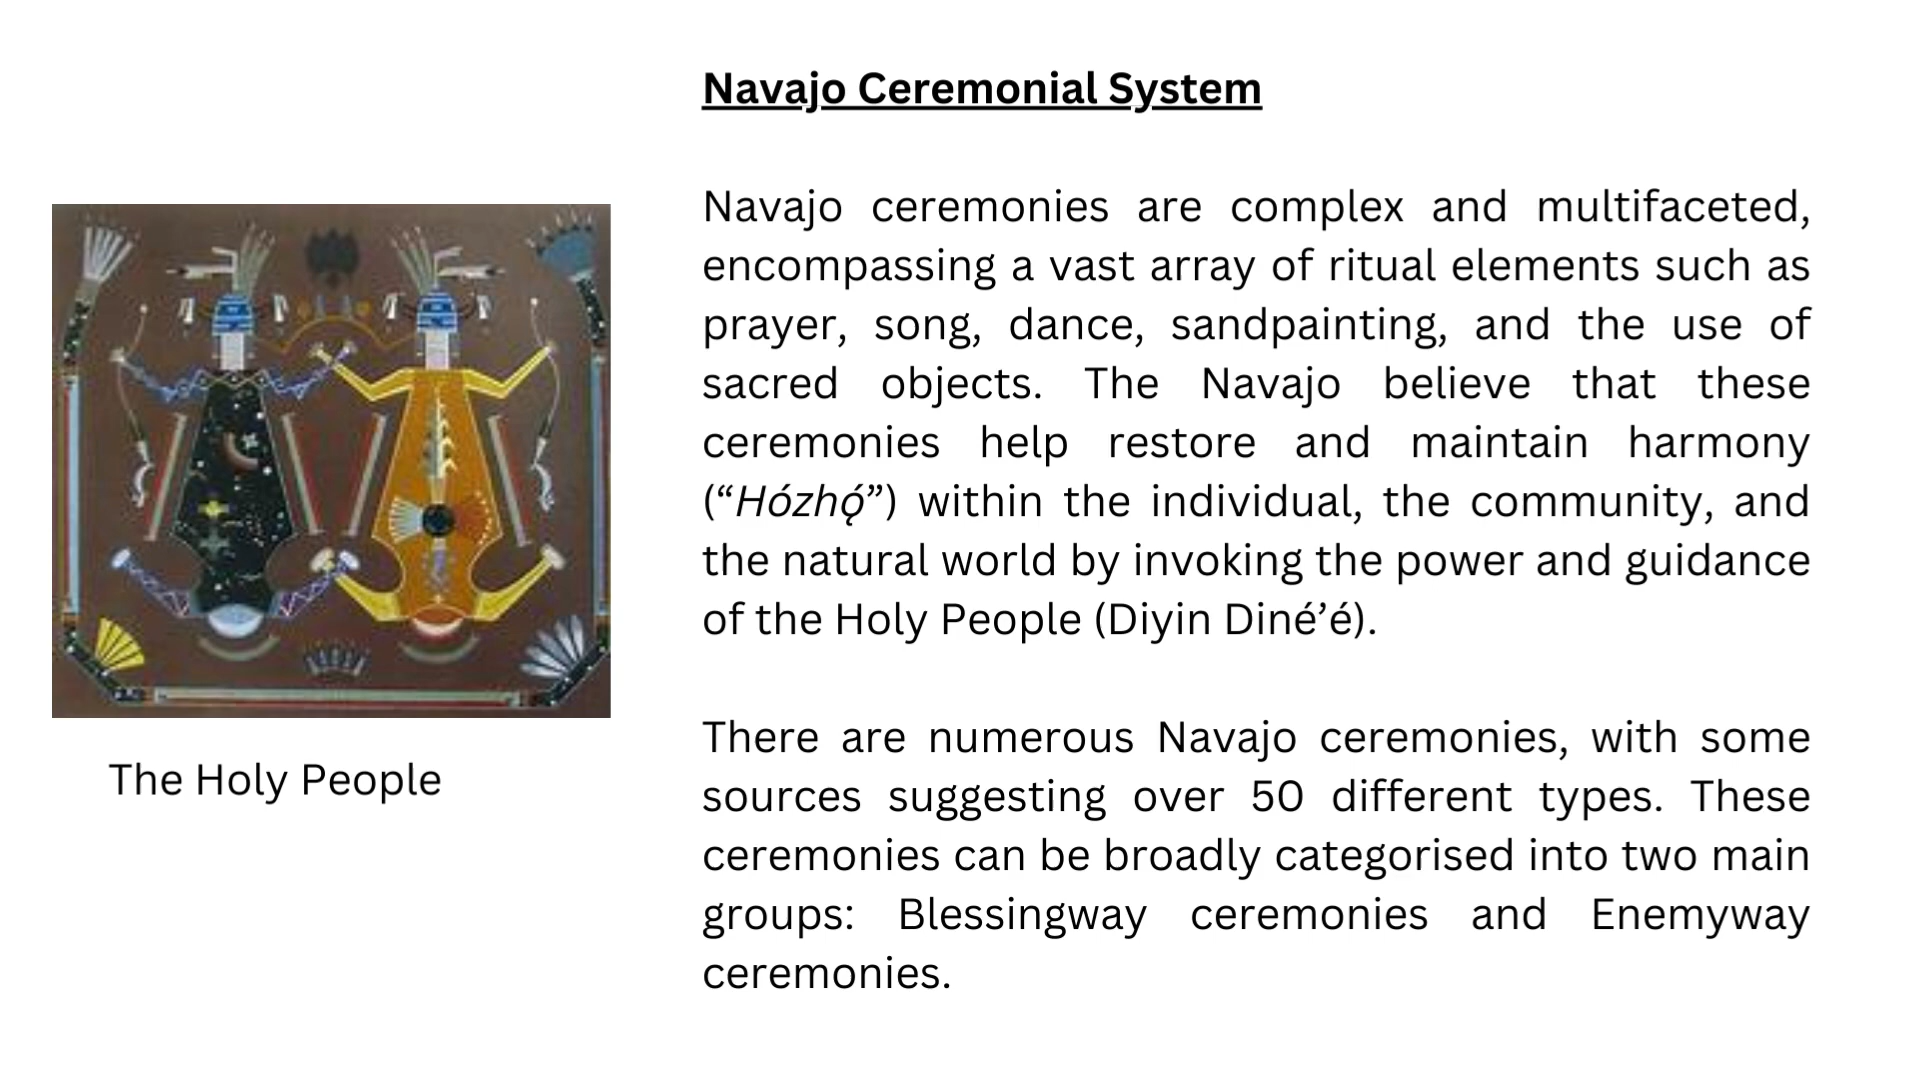 Navajo Ceremonial System
Navajo ceremonies are complex and multifaceted,
encompassing a vast array of ritual elements such as
prayer, song, dance, sandpainting, and the use of
sacred objects. The Navajo believe that these
ceremonies help restore and maintain harmony
(“Hózhǫ́”) within the individual, the community, and
the natural world by invoking the power and guidance
of the Holy People (Diyin Diné’é).
There are numerous Navajo ceremonies, with some
sources suggesting over 50 different types. These
ceremonies can be broadly categorised into two main
groups: Blessingway ceremonies and Enemyway
ceremonies.
The Holy People